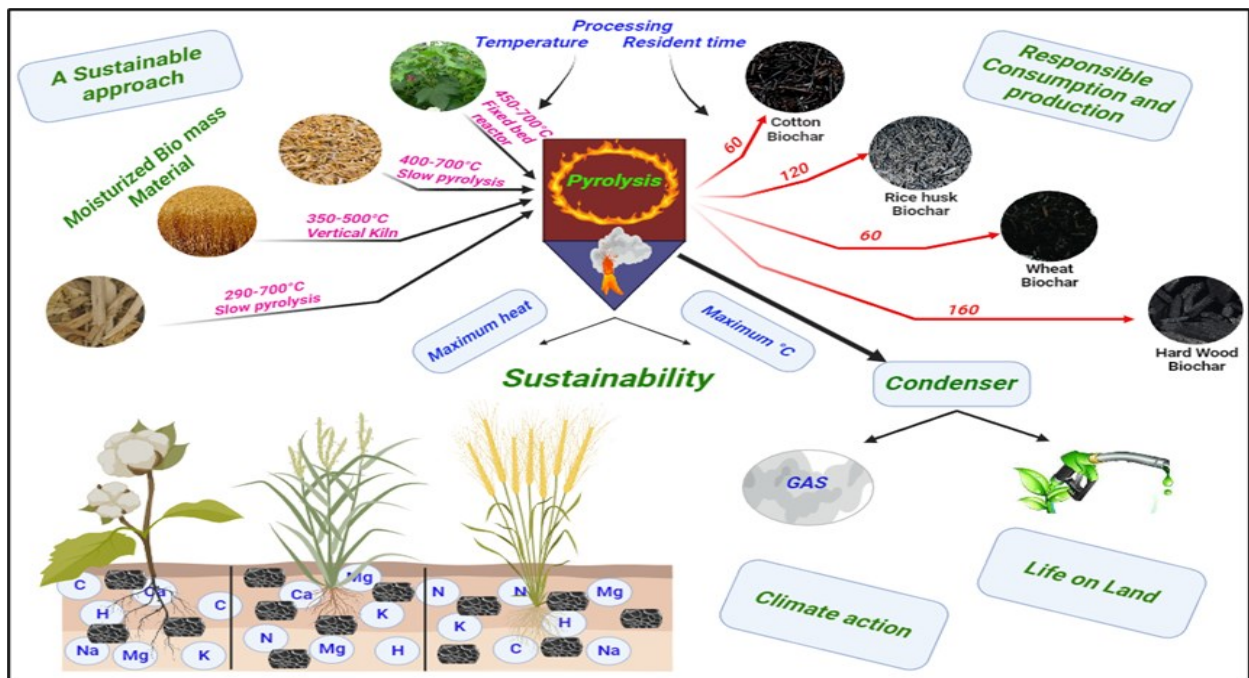 A Sustainable
approach
Processing
Temperature
Resident time
Responsible
Consumption and
production
Moisturized Bio mass
Material
450-700°C
Fixed bed
reactor
400-700°C
Slow pyrolysis
350-500°C
Vertical Kiln
290-700°C
Slow pyrolysis
Pyrolysis
60
Cotton
Biochar
120
Rice husk
Biochar
60
Wheat
Biochar
160
Hard Wood
Biochar
Maximum heat
Maximum °C
Sustainability
Condenser
GAS
Climate action
Life on Land
C
Ca
C
H
Na
Mg
K
Mg
Ca
K
N
Mg
H
N
N
Mg
K
H
C
Na